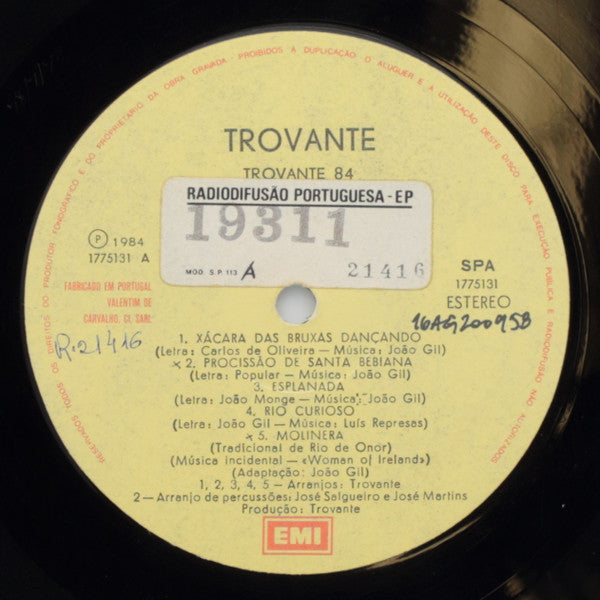 RESERVADOS TODOS OS DIREITOS DO PRODUTOR FONOGRÁFICO E DO PROPRIETÁRIO DA OBRA GRAVADA - PROIBIDOS A DUPLICAÇÃO, O ALUGUER E A UTILIZAÇÃO DESTE DISCO PARA EXECUÇÃO PÚBLICA E RADIODIFUSÃO NÃO AUTORIZADOS
TROVANTE
TROVANTE 84
RADIODIFUSÃO PORTUGUESA - EP
19311
MOD. S.P. 113 A 21416
Ⓟ 1984
1775131 A
SPA
1775131
ESTEREO
FABRICADO EM PORTUGAL
VALENTIM DE
CARVALHO, CI, SARL
R.21416
16AG200958
1. XÁCARA DAS BRUXAS DANÇANDO
(Letra: Carlos de Oliveira — Música: João Gil)
x 2. PROCISSÃO DE SANTA BEBIANA
(Letra: Popular — Música: João Gil)
3. ESPLANADA
(Letra: João Monge — Música: João Gil)
4. RIO CURIOSO
(Letra: João Gil — Música: Luís Represas)
x 5. MOLINERA
(Tradicional de Rio de Onor)
(Música incidental — «Woman of Ireland»)
(Adaptação: João Gil)
1, 2, 3, 4, 5 — Arranjos: Trovante
2 — Arranjo de percussões: José Salgueiro e José Martins
Produção: Trovante
EMI